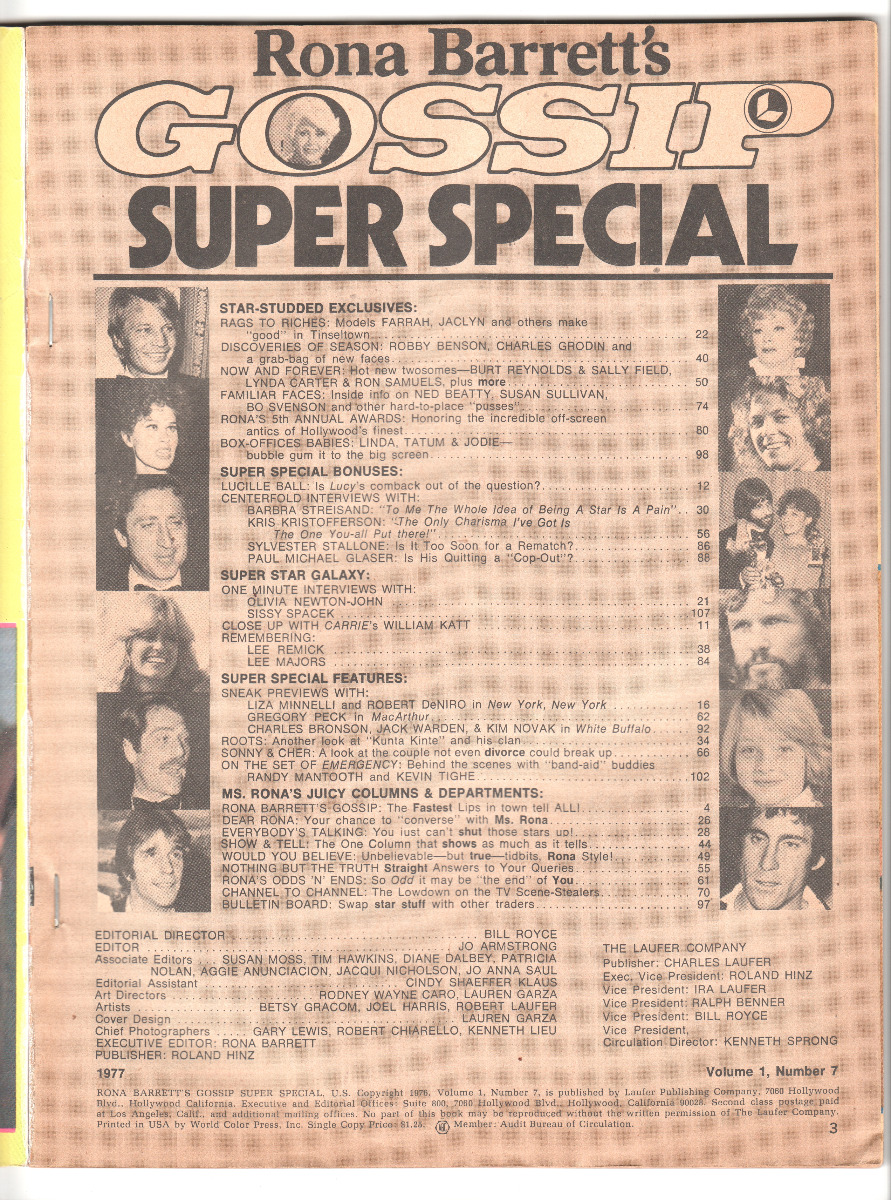 Rona Barrett's
GOSSIP
SUPER SPECIAL
STAR-STUDDED EXCLUSIVES:
RAGS TO RICHES: Models FARRAH, JACLYN and others make
"good" in Tinseltown 22
DISCOVERIES OF SEASON: ROBBY BENSON, CHARLES GRODIN and
a grab-bag of new faces 40
NOW AND FOREVER: Hot new twosomes—BURT REYNOLDS & SALLY FIELD,
LYNDA CARTER & RON SAMUELS, plus more 50
FAMILIAR FACES: Inside info on NED BEATTY, SUSAN SULLIVAN,
BO SVENSON and other hard-to-place "pusses" 74
RONA'S 5th ANNUAL AWARDS: Honoring the incredible off-screen
antics of Hollywood's finest 80
BOX-OFFICES BABIES: LINDA, TATUM & JODIE—
bubble gum it to the big screen 98
SUPER SPECIAL BONUSES:
LUCILLE BALL: Is Lucy's comback out of the question? 12
CENTERFOLD INTERVIEWS WITH:
BARBRA STREISAND: "To Me The Whole Idea of Being A Star Is A Pain" 30
KRIS KRISTOFFERSON: "The Only Charisma I've Got Is
The One You-all Put there!" 56
SYLVESTER STALLONE: Is It Too Soon for a Rematch? 86
PAUL MICHAEL GLASER: Is His Quitting a "Cop-Out"? 88
SUPER STAR GALAXY:
ONE MINUTE INTERVIEWS WITH:
OLIVIA NEWTON-JOHN 21
SISSY SPACEK 107
CLOSE UP WITH CARRIE's WILLIAM KATT 11
REMEMBERING:
LEE REMICK 38
LEE MAJORS 84
SUPER SPECIAL FEATURES:
SNEAK PREVIEWS WITH:
LIZA MINNELLI and ROBERT DeNIRO in New York, New York 16
GREGORY PECK in MacArthur 62
CHARLES BRONSON, JACK WARDEN, & KIM NOVAK in White Buffalo 92
ROOTS: Another look at "Kunta Kinte" and his clan 34
SONNY & CHER: A look at the couple not even divorce could break up 66
ON THE SET OF EMERGENCY: Behind the scenes with "band-aid" buddies
RANDY MANTOOTH and KEVIN TIGHE 102
MS. RONA'S JUICY COLUMNS & DEPARTMENTS:
RONA BARRETT'S GOSSIP: The Fastest Lips in town tell ALL! 4
DEAR RONA: Your chance to "converse" with Ms. Rona 26
EVERYBODY'S TALKING: You just can't shut those stars up! 28
SHOW & TELL: The One Column that shows as much as it tells 44
WOULD YOU BELIEVE: Unbelievable—but true—tidbits, Rona Style! 49
NOTHING BUT THE TRUTH Straight Answers to Your Queries 55
RONA'S ODDS 'N' ENDS: So Odd it may be "the end" of You 61
CHANNEL TO CHANNEL: The Lowdown on the TV Scene-Stealers 70
BULLETIN BOARD: Swap star stuff with other traders 97
EDITORIAL DIRECTOR BILL ROYCE
EDITOR JO ARMSTRONG
Associate Editors SUSAN MOSS, TIM HAWKINS, DIANE DALBEY, PATRICIA
NOLAN, AGGIE ANUNCIACION, JACQUI NICHOLSON, JO ANNA SAUL
Editorial Assistant CINDY SHAEFFER KLAUS
Art Directors RODNEY WAYNE CARO, LAUREN GARZA
Artists BETSY GRACOM, JOEL HARRIS, ROBERT LAUFER
Cover Design LAUREN GARZA
Chief Photographers GARY LEWIS, ROBERT CHIARELLO, KENNETH LIEU
EXECUTIVE EDITOR: RONA BARRETT
PUBLISHER: ROLAND HINZ
THE LAUFER COMPANY
Publisher: CHARLES LAUFER
Exec. Vice President: ROLAND HINZ
Vice President: IRA LAUFER
Vice President: RALPH BENNER
Vice President: BILL ROYCE
Vice President,
Circulation Director: KENNETH SPRONG
1977 Volume 1, Number 7
RONA BARRETT'S GOSSIP SUPER SPECIAL, U.S. Copyright 1976, Volume 1, Number 7, is published by Laufer Publishing Company, 7060 Hollywood
Blvd., Hollywood California. Executive and Editorial Offices: Suite 800, 7060 Hollywood Blvd., Hollywood, California 90028. Second class postage paid
at Los Angeles, Calif., and additional mailing offices. No part of this book may be reproduced without the written permission of The Laufer Company.
Printed in USA by World Color Press, Inc. Single Copy Price: $1.25. Member: Audit Bureau of Circulation.
3